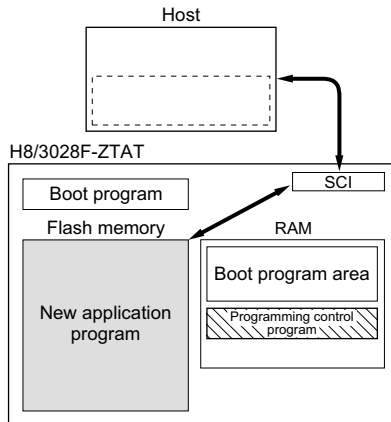 Host
H8/3028F-ZTAT
SCI
Boot program
Flash memory
RAM
Boot program area
New application
program
Programming control
program